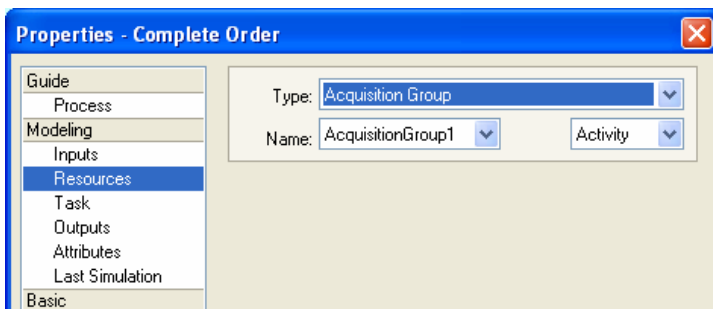 Properties - Complete Order
Guide
Process
Modeling
Inputs
Resources
Task
Outputs
Attributes
Last Simulation
Basic
Type: Acquisition Group
Name: AcquisitionGroup1 Activity